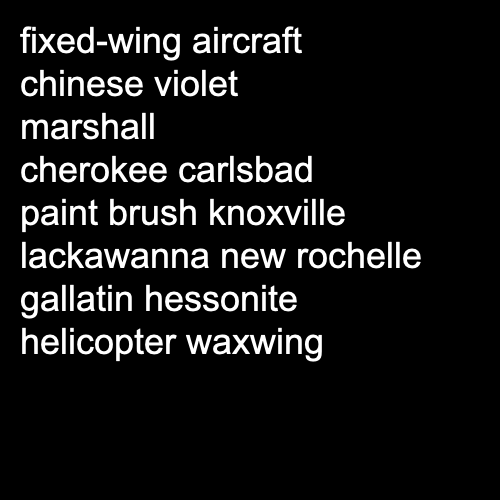 fixed-wing aircraft
chinese violet
marshall
cherokee carlsbad
paint brush knoxville
lackawanna new rochelle
gallatin hessonite
helicopter waxwing